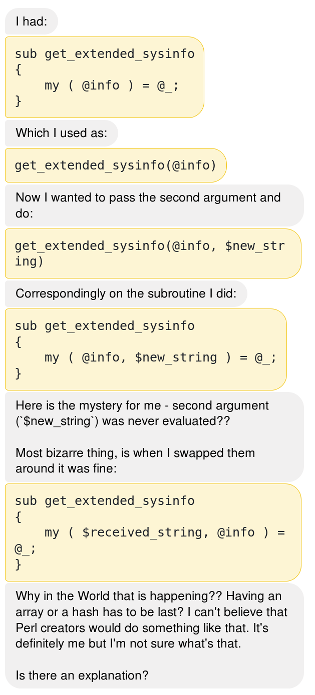 I had:
sub get_extended_sysinfo
{
    my ( @info ) = @_;
}
Which I used as:
get_extended_sysinfo(@info)
Now I wanted to pass the second argument and
do:
get_extended_sysinfo(@info, $new_str
ing)
Correspondingly on the subroutine I did:
sub get_extended_sysinfo
{
    my ( @info, $new_string ) = @_;
}
Here is the mystery for me - second argument
(`$new_string`) was never evaluated??
Most bizarre thing, is when I swapped them
around it was fine:
sub get_extended_sysinfo
{
    my ( $received_string, @info ) =
@_;
}
Why in the World that is happening?? Having an
array or a hash has to be last? I can't believe that
Perl creators would do something like that. It's
definitely me but I'm not sure what's that.
Is there an explanation?